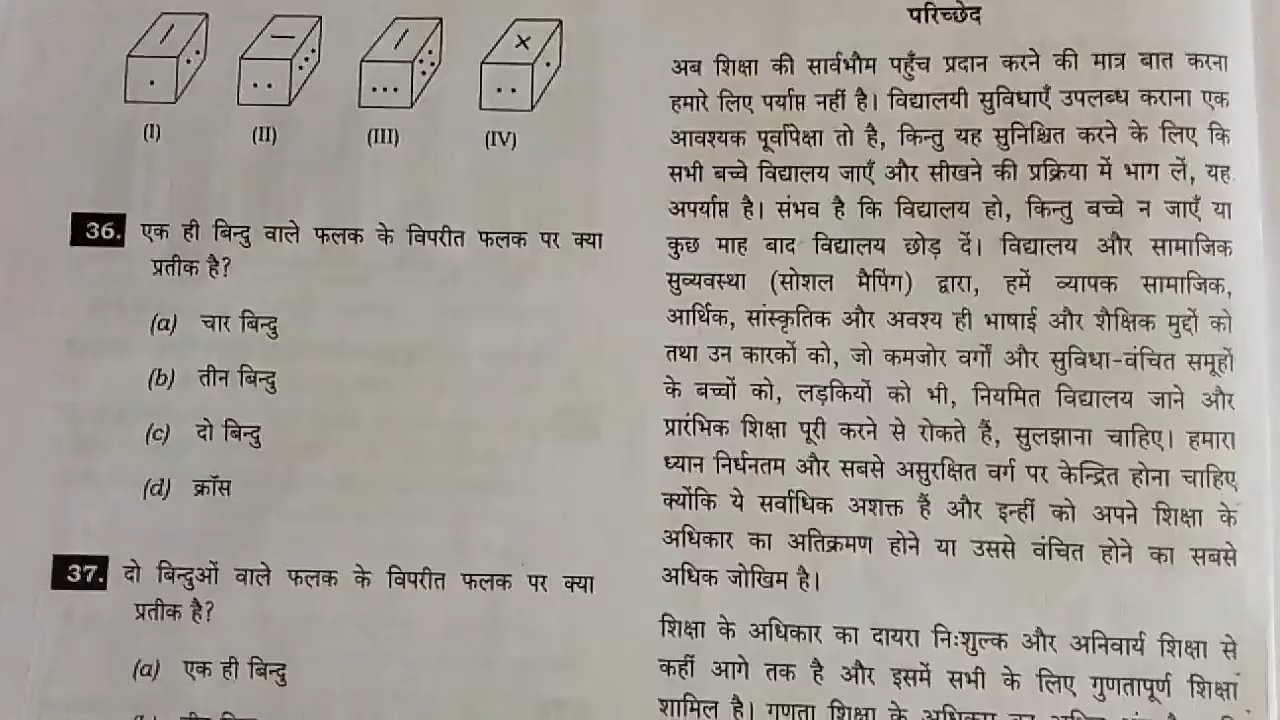 (I) (II) (III) (IV)
36. एक ही बिन्दु वाले फलक के विपरीत फलक पर क्या
प्रतीक है?
(a) चार बिन्दु
(b) तीन बिन्दु
(c) दो बिन्दु
(d) क्रॉस
37. दो बिन्दुओं वाले फलक के विपरीत फलक पर क्या
प्रतीक है?
(a) एक ही बिन्दु
परिच्छेद
अब शिक्षा की सार्वभौम पहुँच प्रदान करने की मात्र बात करना
हमारे लिए पर्याप्त नहीं है। विद्यालयी सुविधाएँ उपलब्ध कराना एक
आवश्यक पूर्वापेक्षा तो है, किन्तु यह सुनिश्चित करने के लिए कि
सभी बच्चे विद्यालय जाएँ और सीखने की प्रक्रिया में भाग लें, यह
अपर्याप्त है। संभव है कि विद्यालय हो, किन्तु बच्चे न जाएँ या
कुछ माह बाद विद्यालय छोड़ दें। विद्यालय और सामाजिक
सुव्यवस्था (सोशल मैपिंग) द्वारा, हमें व्यापक सामाजिक,
आर्थिक, सांस्कृतिक और अवश्य ही भाषाई और शैक्षिक मुद्दों को
तथा उन कारकों को, जो कमजोर वर्गों और सुविधा-वंचित समूहों
के बच्चों को, लड़कियों को भी, नियमित विद्यालय जाने और
प्रारंभिक शिक्षा पूरी करने से रोकते हैं, सुलझाना चाहिए। हमारा
ध्यान निर्धनतम और सबसे असुरक्षित वर्ग पर केन्द्रित होना चाहिए
क्योंकि ये सर्वाधिक अशक्त हैं और इन्हीं को अपने शिक्षा के
अधिकार का अतिक्रमण होने या उससे वंचित होने का सबसे
अधिक जोखिम है।
शिक्षा के अधिकार का दायरा निःशुल्क और अनिवार्य शिक्षा से
कहीं आगे तक है और इसमें सभी के लिए गुणतापूर्ण शिक्षा
शामिल है। गुणता शिक्षा के अधिकार का